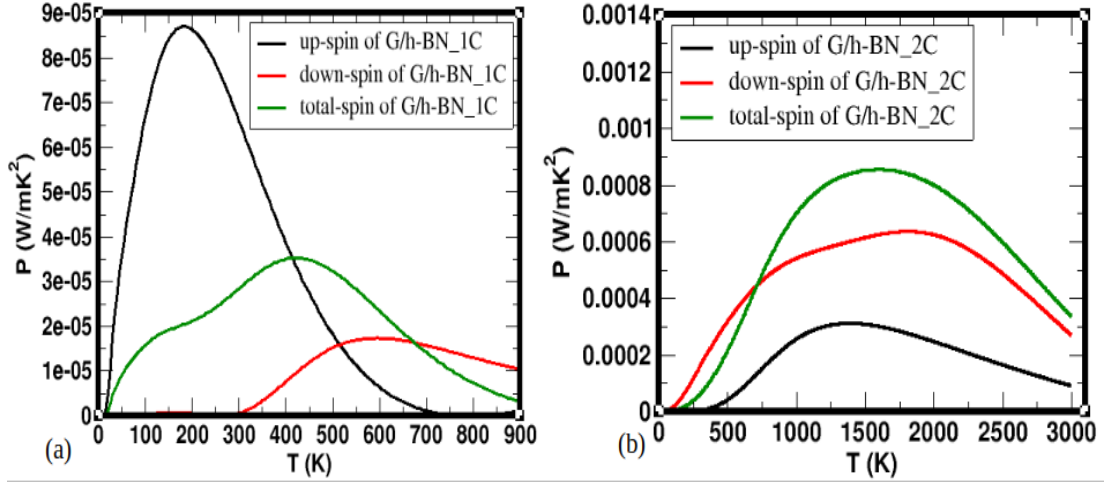 9e-05
8e-05
7e-05
6e-05
5e-05
4e-05
3e-05
2e-05
1e-05
0
P (W/mK²)
up-spin of G/h-BN_1C
down-spin of G/h-BN_1C
total-spin of G/h-BN_1C
0 100 200 300 400 500 600 700 800 900
T (K)
(a)
0.0014
0.0012
0.001
0.0008
0.0006
0.0004
0.0002
0
P (W/mK²)
up-spin of G/h-BN_2C
down-spin of G/h-BN_2C
total-spin of G/h-BN_2C
0 500 1000 1500 2000 2500 3000
T (K)
(b)